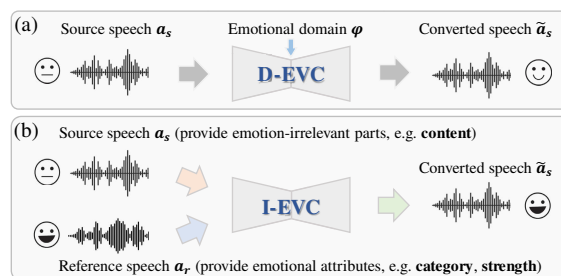 (a)
Source speech a_s
Emotional domain φ
Converted speech ã_s
D-EVC
(b)
Source speech a_s (provide emotion-irrelevant parts, e.g. content)
Converted speech ã_s
I-EVC
Reference speech a_r (provide emotional attributes, e.g. category, strength)